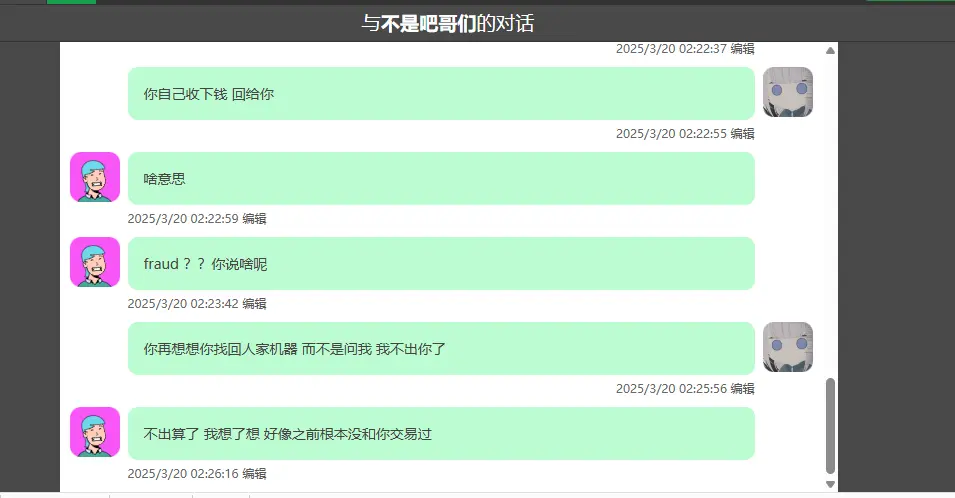 与不是吧哥们的对话
2025/3/20 02:22:37 编辑
你自己收下钱 回给你
2025/3/20 02:22:55 编辑
啥意思
2025/3/20 02:22:59 编辑
fraud ？？ 你说啥呢
2025/3/20 02:23:42 编辑
你再想想你找回人家机器 而不是问我 我不出你了
2025/3/20 02:25:56 编辑
不出算了 我想了想 好像之前根本没和你交易过
2025/3/20 02:26:16 编辑